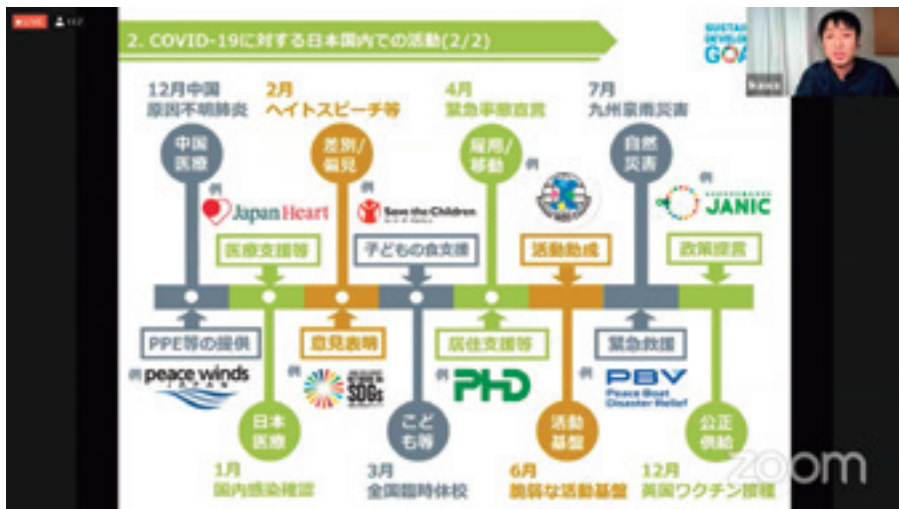 LIVE
2. COVID-19に対する日本国内での活動(2/2)
12月中国
原因不明肺炎
2月
ヘイトスピーチ等
4月
緊急事態宣言
7月
九州豪雨災害
中国
医療
差別/
偏見
雇用/
移動
自然
災害
例
Japan Heart
例
Save the Children
例
例
JANIC
医療支援等
子どもの食支援
活動助成
政策提言
PPE等の提供
意見表明
居住支援等
緊急救援
例 peace winds
JAPAN
例
SDGs
例
PHD
例
PBV
Peace Boat
Disaster Relief
日本
医療
こど
も等
活動
基盤
公正
供給
1月
国内感染確認
3月
全国臨時休校
6月
脆弱な活動基盤
12月
英国ワクチン接種
zoom